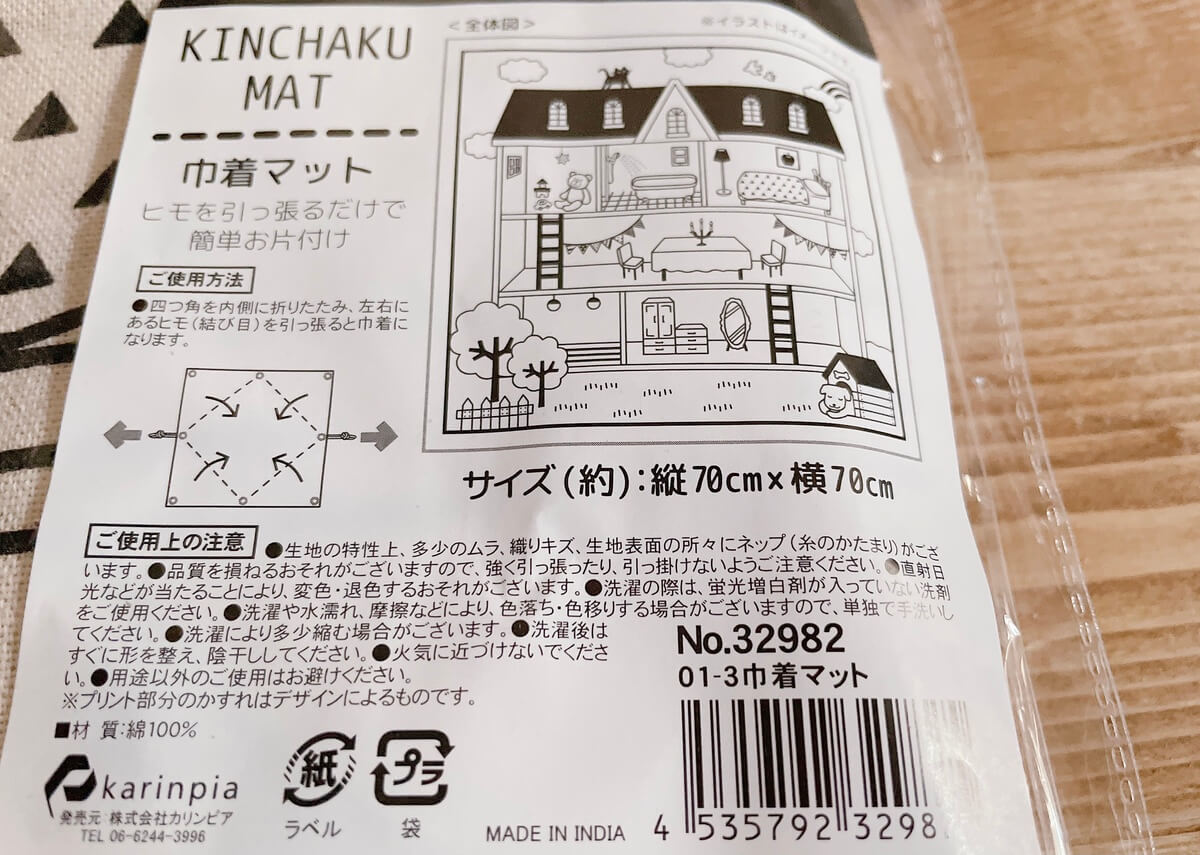 KINCHAKU
MAT
巾着マット
ヒモを引っ張るだけで
簡単お片付け
ご使用方法
●四つ角を内側に折りたたみ、左右に
あるヒモ(結び目)を引っ張ると巾着に
なります。
<全体図>
※イラストはイメージです。
サイズ(約):縦70cm×横70cm
ご使用上の注意 ●生地の特性上、多少のムラ、織りキズ、生地表面の所々にネップ(糸のかたまり)がござ
います。●品質を損ねるおそれがございますので、強く引っ張ったり、引っ掛けないようご注意ください。●直射日
光などが当たることにより、変色・退色するおそれがございます。●洗濯の際は、蛍光増白剤が入っていない洗剤
をご使用ください。●洗濯や水濡れ、摩擦などにより、色落ち・色移りする場合がございますので、単独で手洗いし
てください。●洗濯により多少縮む場合がございます。●洗濯後は
すぐに形を整え、陰干ししてください。●火気に近づけないでくださ
い。●用途以外のご使用はお避けください。
※プリント部分のかすれはデザインによるものです。
■材 質:綿100%
No.32982
01-3巾着マット
karinpia
発売元:株式会社カリンピア
TEL 06-6244-3996
紙
ラベル
プラ
袋
MADE IN INDIA
4 535792 3298